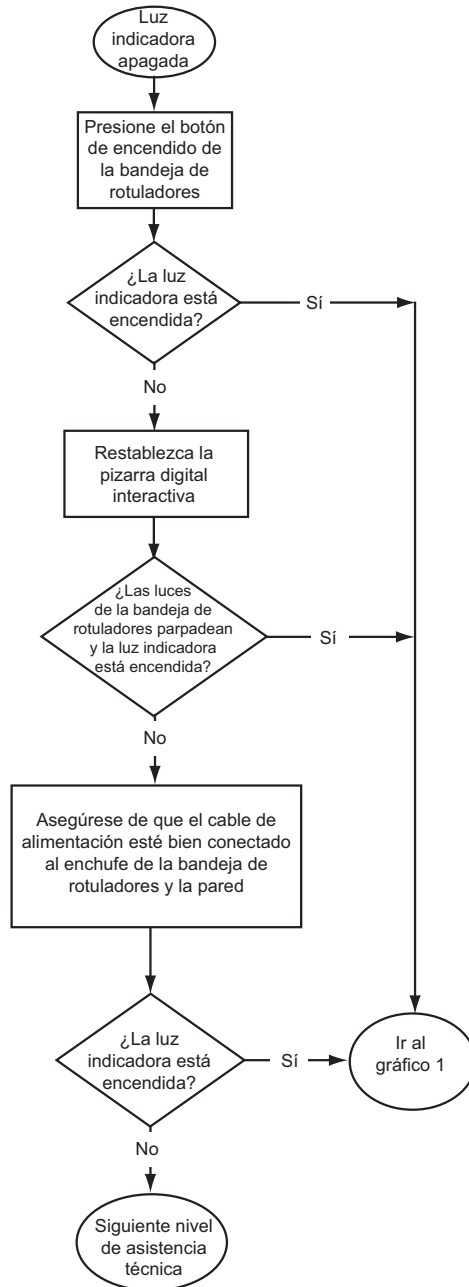 Luz
indicadora
apagada
Presione el botón
de encendido de
la bandeja de
rotuladores
¿La luz
indicadora está
encendida?
Sí
No
Restablezca la
pizarra digital
interactiva
¿Las luces
de la bandeja de
rotuladores parpadean
y la luz indicadora
está encendida?
Sí
No
Asegúrese de que el cable de
alimentación esté bien conectado
al enchufe de la bandeja de
rotuladores y la pared
¿La luz
indicadora está
encendida?
Sí
Ir al
gráfico 1
No
Siguiente nivel
de asistencia
técnica